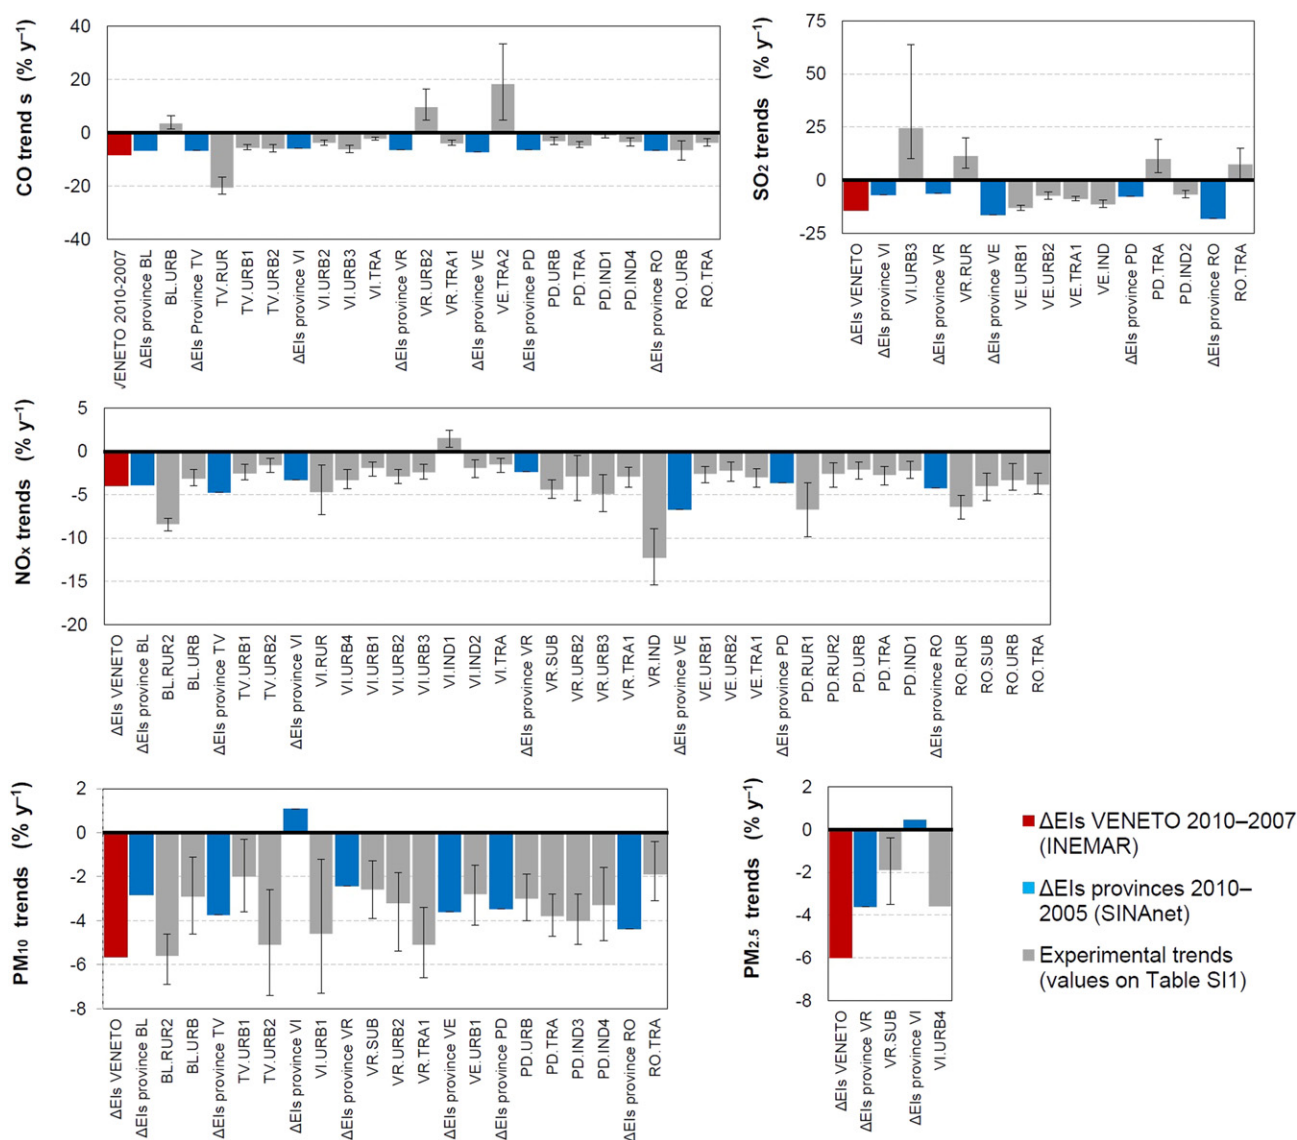 CO trend s (% y⁻¹)
40
20
0
-20
-40
VENETO 2010-2007
ΔEIs province BL
BL.URB
ΔEIs Province TV
TV.RUR
TV.URB1
TV.URB2
ΔEIs province VI
VI.URB2
VI.URB3
VI.TRA
ΔEIs province VR
VR.URB2
VR.TRA1
ΔEIs province VE
VE.TRA2
ΔEIs province PD
PD.URB
PD.TRA
PD.IND1
PD.IND4
ΔEIs province RO
RO.URB
RO.TRA
SO₂ trends (% y⁻¹)
75
50
25
0
-25
ΔEIs VENETO
ΔEIs province VI
VI.URB3
ΔEIs province VR
VR.RUR
ΔEIs province VE
VE.URB1
VE.URB2
VE.TRA1
VE.IND
ΔEIs province PD
PD.TRA
PD.IND2
ΔEIs province RO
RO.TRA
NOx trends (% y⁻¹)
5
0
-5
-10
-15
-20
ΔEIs VENETO
ΔEIs province BL
BL.RUR2
BL.URB
ΔEIs province TV
TV.URB1
TV.URB2
ΔEIs province VI
VI.RUR
VI.URB4
VI.URB1
VI.URB2
VI.URB3
VI.IND1
VI.IND2
VI.TRA
ΔEIs province VR
VR.SUB
VR.URB2
VR.URB3
VR.TRA1
VR.IND
ΔEIs province VE
VE.URB1
VE.URB2
VE.TRA1
ΔEIs province PD
PD.RUR1
PD.RUR2
PD.URB
PD.TRA
PD.IND1
ΔEIs province RO
RO.RUR
RO.SUB
RO.URB
RO.TRA
PM₁₀ trends (% y⁻¹)
2
0
-2
-4
-6
-8
ΔEIs VENETO
ΔEIs province BL
BL.RUR2
BL.URB
ΔEIs province TV
TV.URB1
TV.URB2
ΔEIs province VI
VI.URB1
ΔEIs province VR
VR.SUB
VR.URB2
VR.TRA1
ΔEIs province VE
VE.URB1
ΔEIs province PD
PD.URB
PD.TRA
PD.IND3
PD.IND4
ΔEIs province RO
RO.TRA
PM₂.₅ trends (% y⁻¹)
2
0
-2
-4
-6
-8
ΔEIs VENETO
ΔEIs province VR
VR.SUB
ΔEIs province VI
VI.URB4
ΔEIs VENETO 2010–2007
(INEMAR)
ΔEIs provinces 2010–
2005 (SINAnet)
Experimental trends
(values on Table SI1)